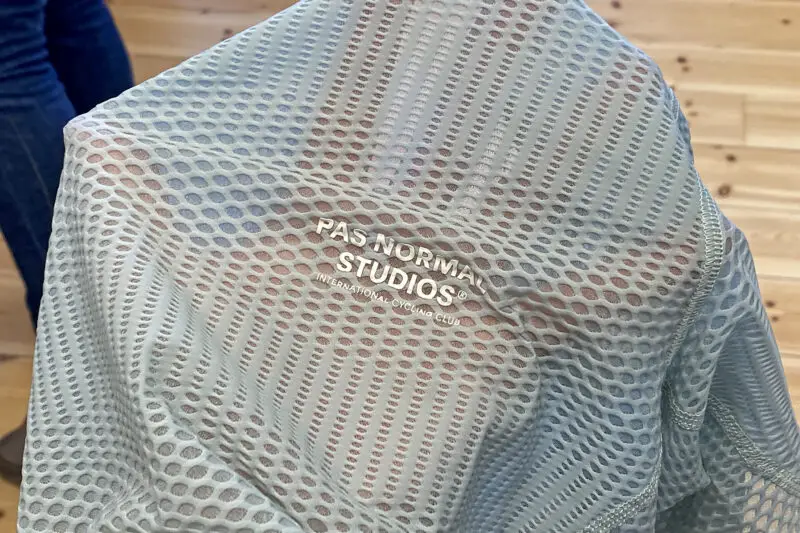 PAS NORMAL
STUDIOS®
INTERNATIONAL CYCLING CLUB